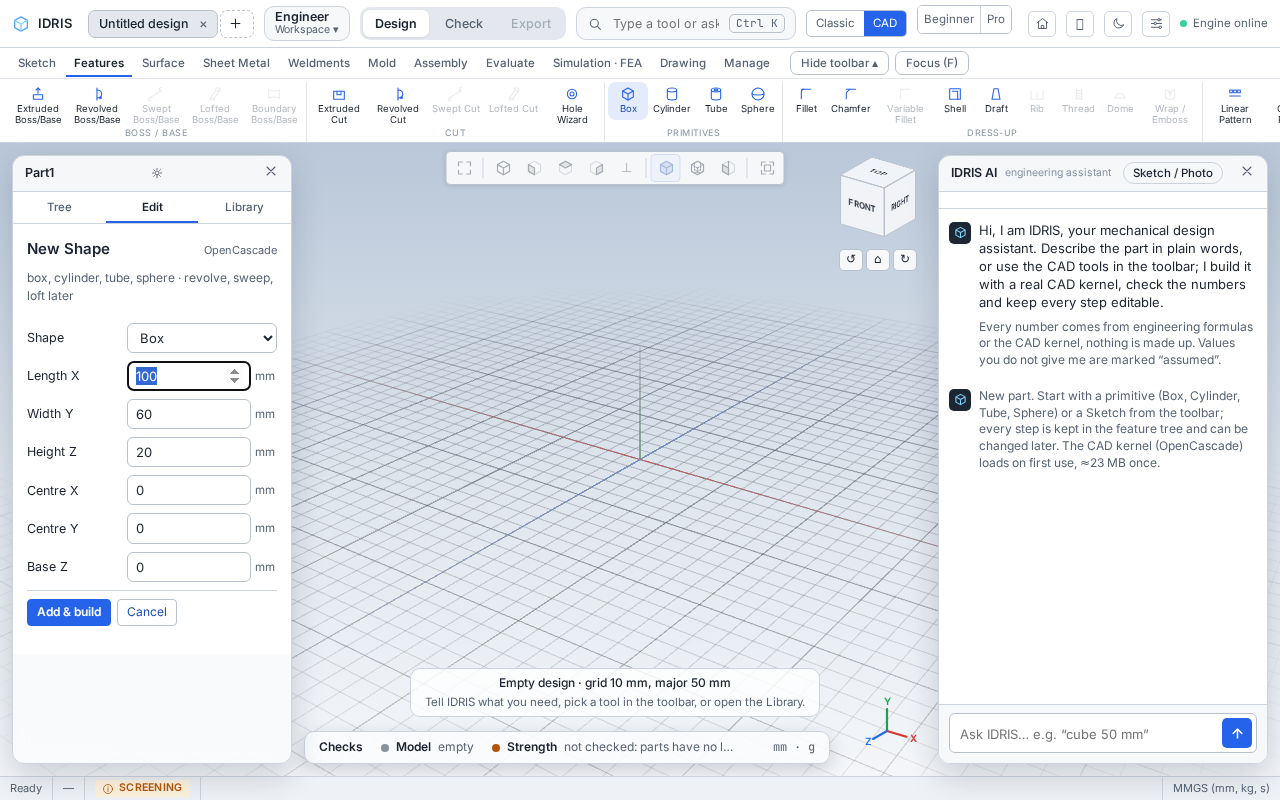 IDRIS
Untitled design ×
+
Engineer
Workspace ▾
Design
Check
Export
Type a tool or ask
Ctrl K
Classic
CAD
Beginner
Pro
Engine online
Sketch
Features
Surface
Sheet Metal
Weldments
Mold
Assembly
Evaluate
Simulation · FEA
Drawing
Manage
Hide toolbar ▴
Focus (F)
Extruded Boss/Base
Revolved Boss/Base
Swept Boss/Base
Lofted Boss/Base
Boundary Boss/Base
BOSS / BASE
Extruded Cut
Revolved Cut
Swept Cut
Lofted Cut
Hole Wizard
CUT
Box
Cylinder
Tube
Sphere
PRIMITIVES
Fillet
Chamfer
Variable Fillet
Shell
Draft
Rib
Thread
Dome
Wrap / Emboss
DRESS-UP
Linear Pattern
Part1
Tree
Edit
Library
New Shape
OpenCascade
box, cylinder, tube, sphere · revolve, sweep,
loft later
Shape
Box
Length X
100
mm
Width Y
60
mm
Height Z
20
mm
Centre X
0
mm
Centre Y
0
mm
Base Z
0
mm
Add & build
Cancel
TOP
FRONT
RIGHT
Empty design · grid 10 mm, major 50 mm
Tell IDRIS what you need, pick a tool in the toolbar, or open the Library.
Y
X
Z
Checks
Model empty
Strength not checked: parts have no l…
mm · g
IDRIS AI
engineering assistant
Sketch / Photo
Hi, I am IDRIS, your mechanical design
assistant. Describe the part in plain words,
or use the CAD tools in the toolbar; I build it
with a real CAD kernel, check the numbers
and keep every step editable.
Every number comes from engineering formulas
or the CAD kernel, nothing is made up. Values
you do not give me are marked “assumed”.
New part. Start with a primitive (Box, Cylinder,
Tube, Sphere) or a Sketch from the toolbar;
every step is kept in the feature tree and can be
changed later. The CAD kernel (OpenCascade)
loads on first use, ≈23 MB once.
Ask IDRIS… e.g. “cube 50 mm”
Ready
—
SCREENING
MMGS (mm, kg, s)